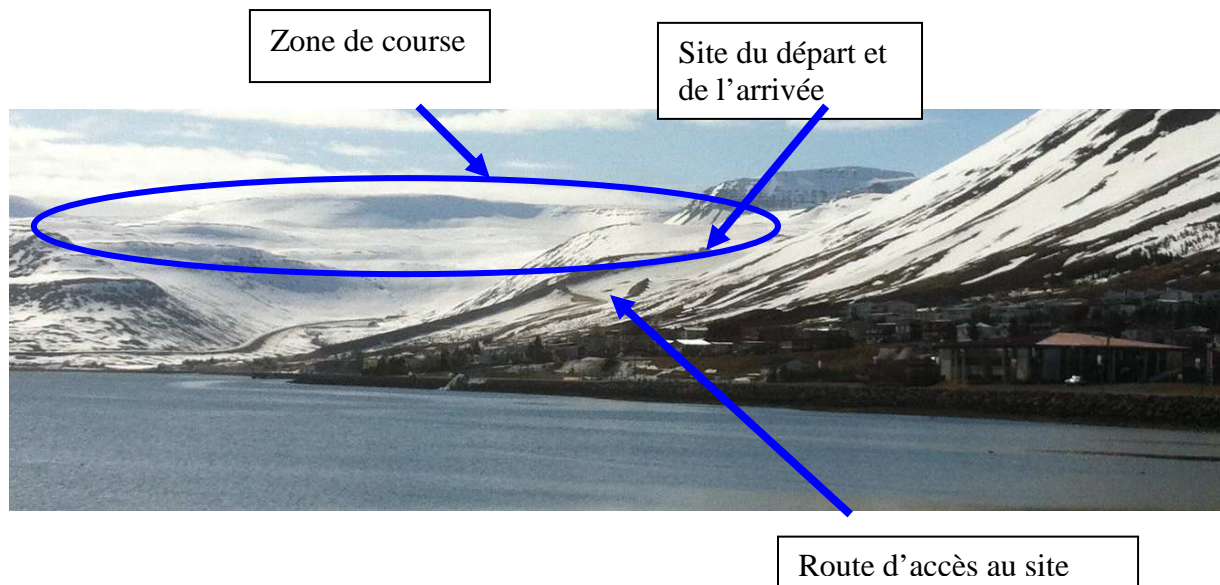 Zone de course
Site du départ et
de l’arrivée
Route d’accès au site